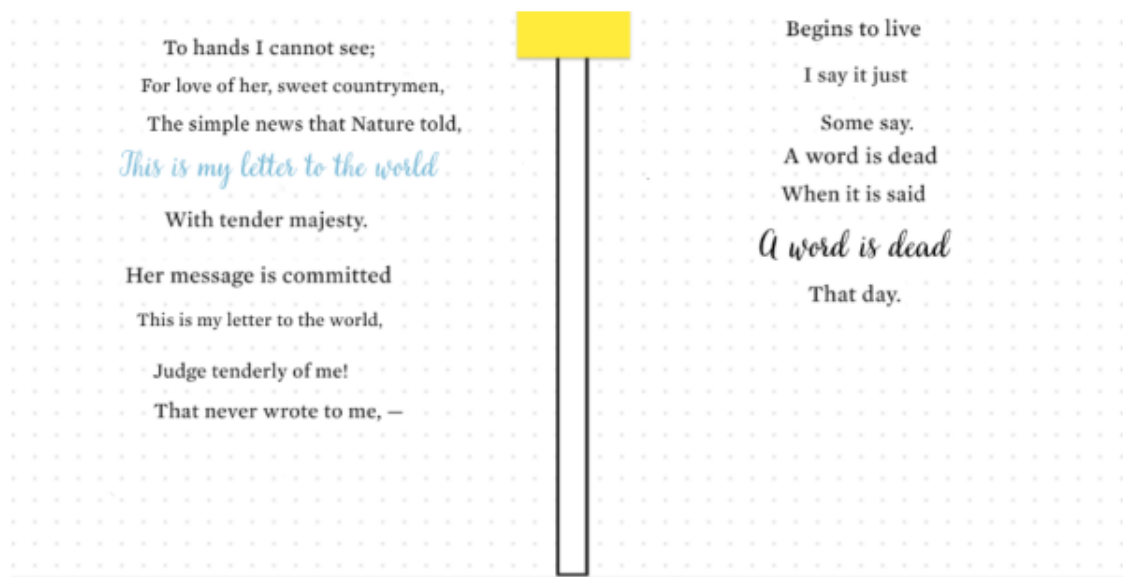 To hands I cannot see;
For love of her, sweet countrymen,
The simple news that Nature told,
This is my letter to the world
With tender majesty.
Her message is committed
This is my letter to the world,
Judge tenderly of me!
That never wrote to me, —
Begins to live
I say it just
Some say.
A word is dead
When it is said
A word is dead
That day.